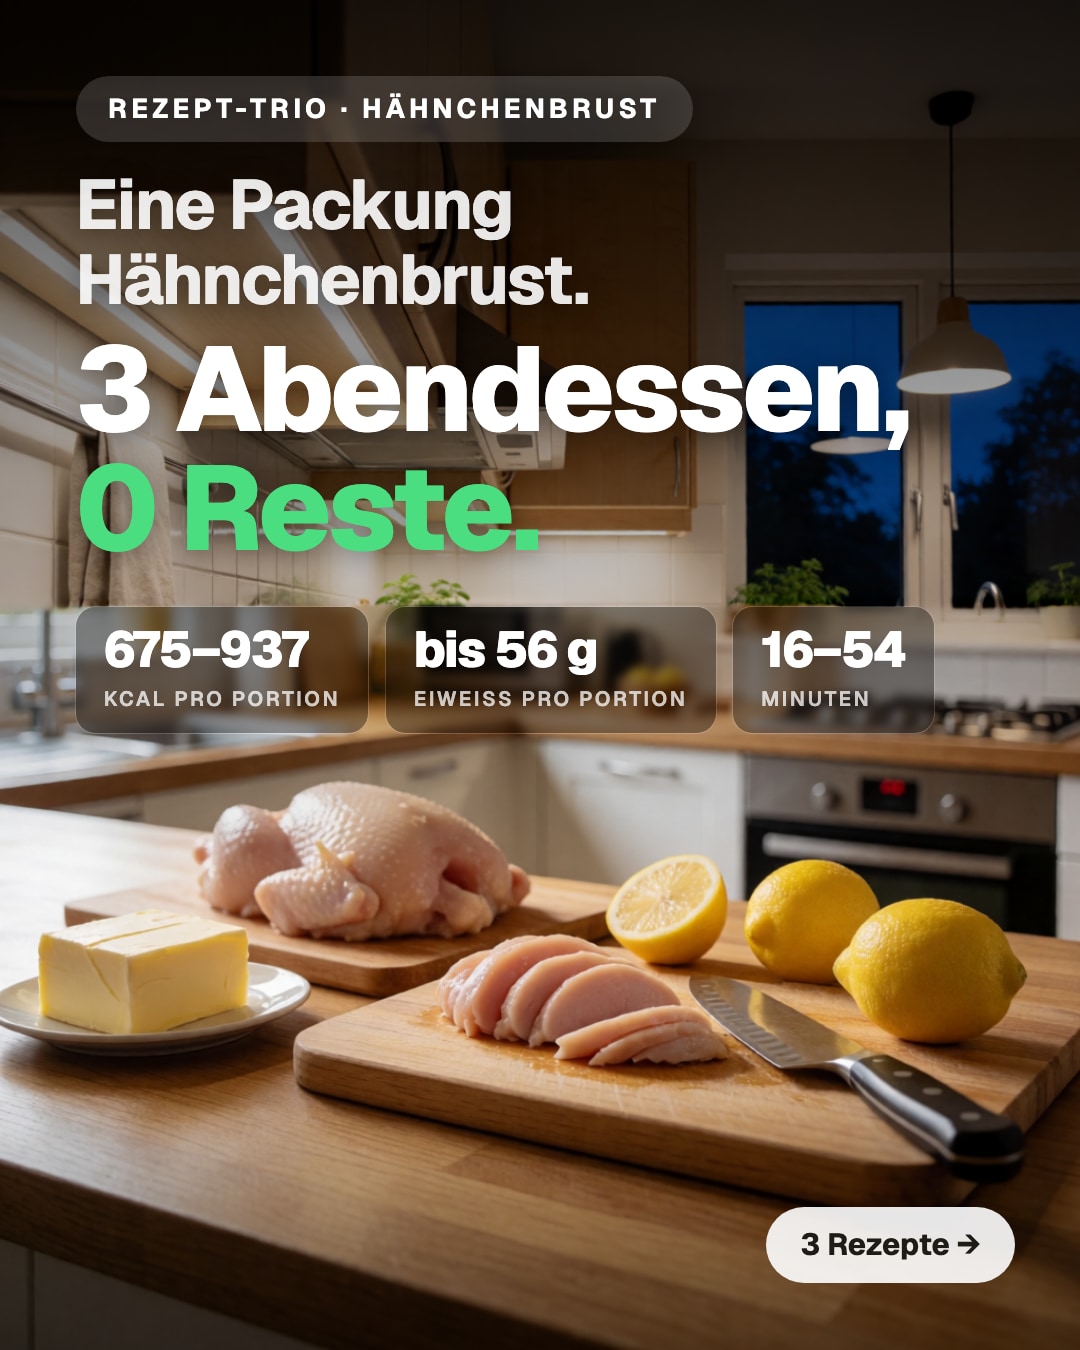 REZEPT-TRIO · HÄHNCHENBRUST
Eine Packung
Hähnchenbrust.
3 Abendessen,
0 Reste.
675–937
KCAL PRO PORTION
bis 56 g
EIWEISS PRO PORTION
16–54
MINUTEN
3 Rezepte →